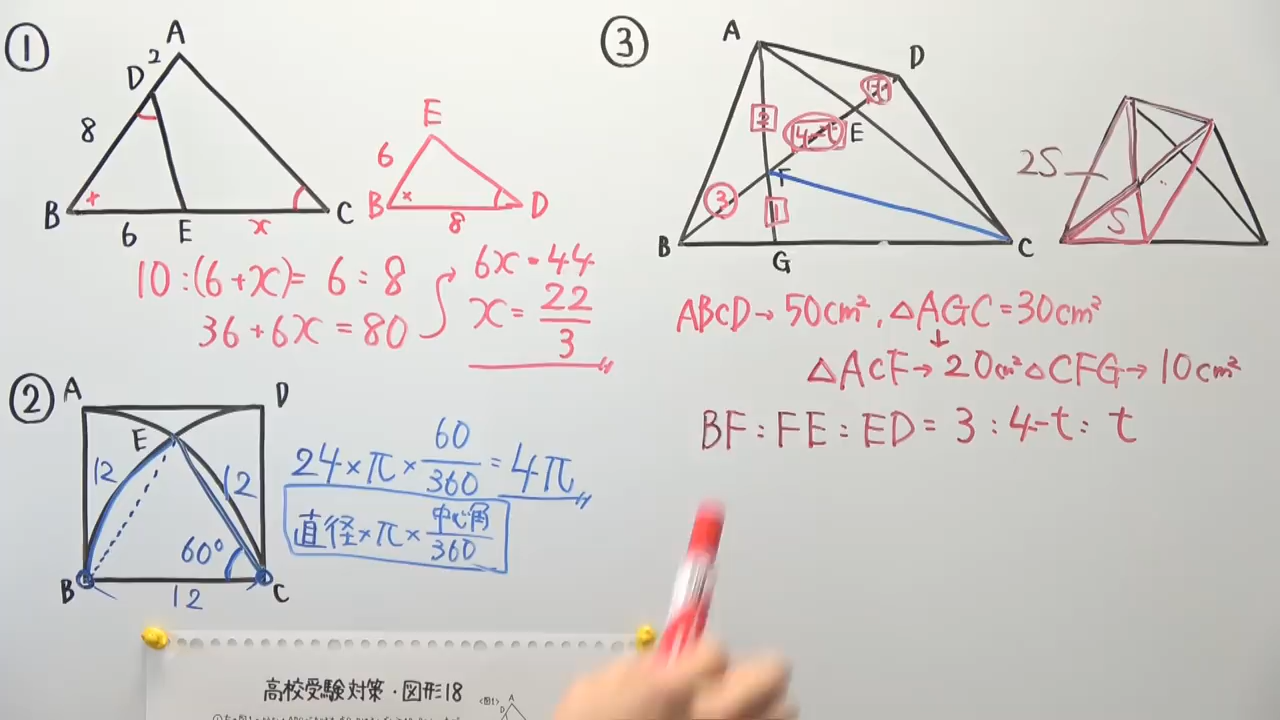 ①
A
D 2
8
B
6
E
x
C
E
6
B
8
D
10:(6+x)=6:8
36+6x=80
6x=44
x=22/3
②
A
D
E
12
12
60°
B
12
C
24×π×60/360=4π
直径×π×中心角/360
③
A
D
2
4-t
E
3
F
1
B
G
C
2S
S
ABCD→50cm²,△AGC=30cm²
↓
△ACF→20cm²△CFG→10cm²
BF:FE:ED=3:4-t:t
高校受験対策・図形18
<図1>
A